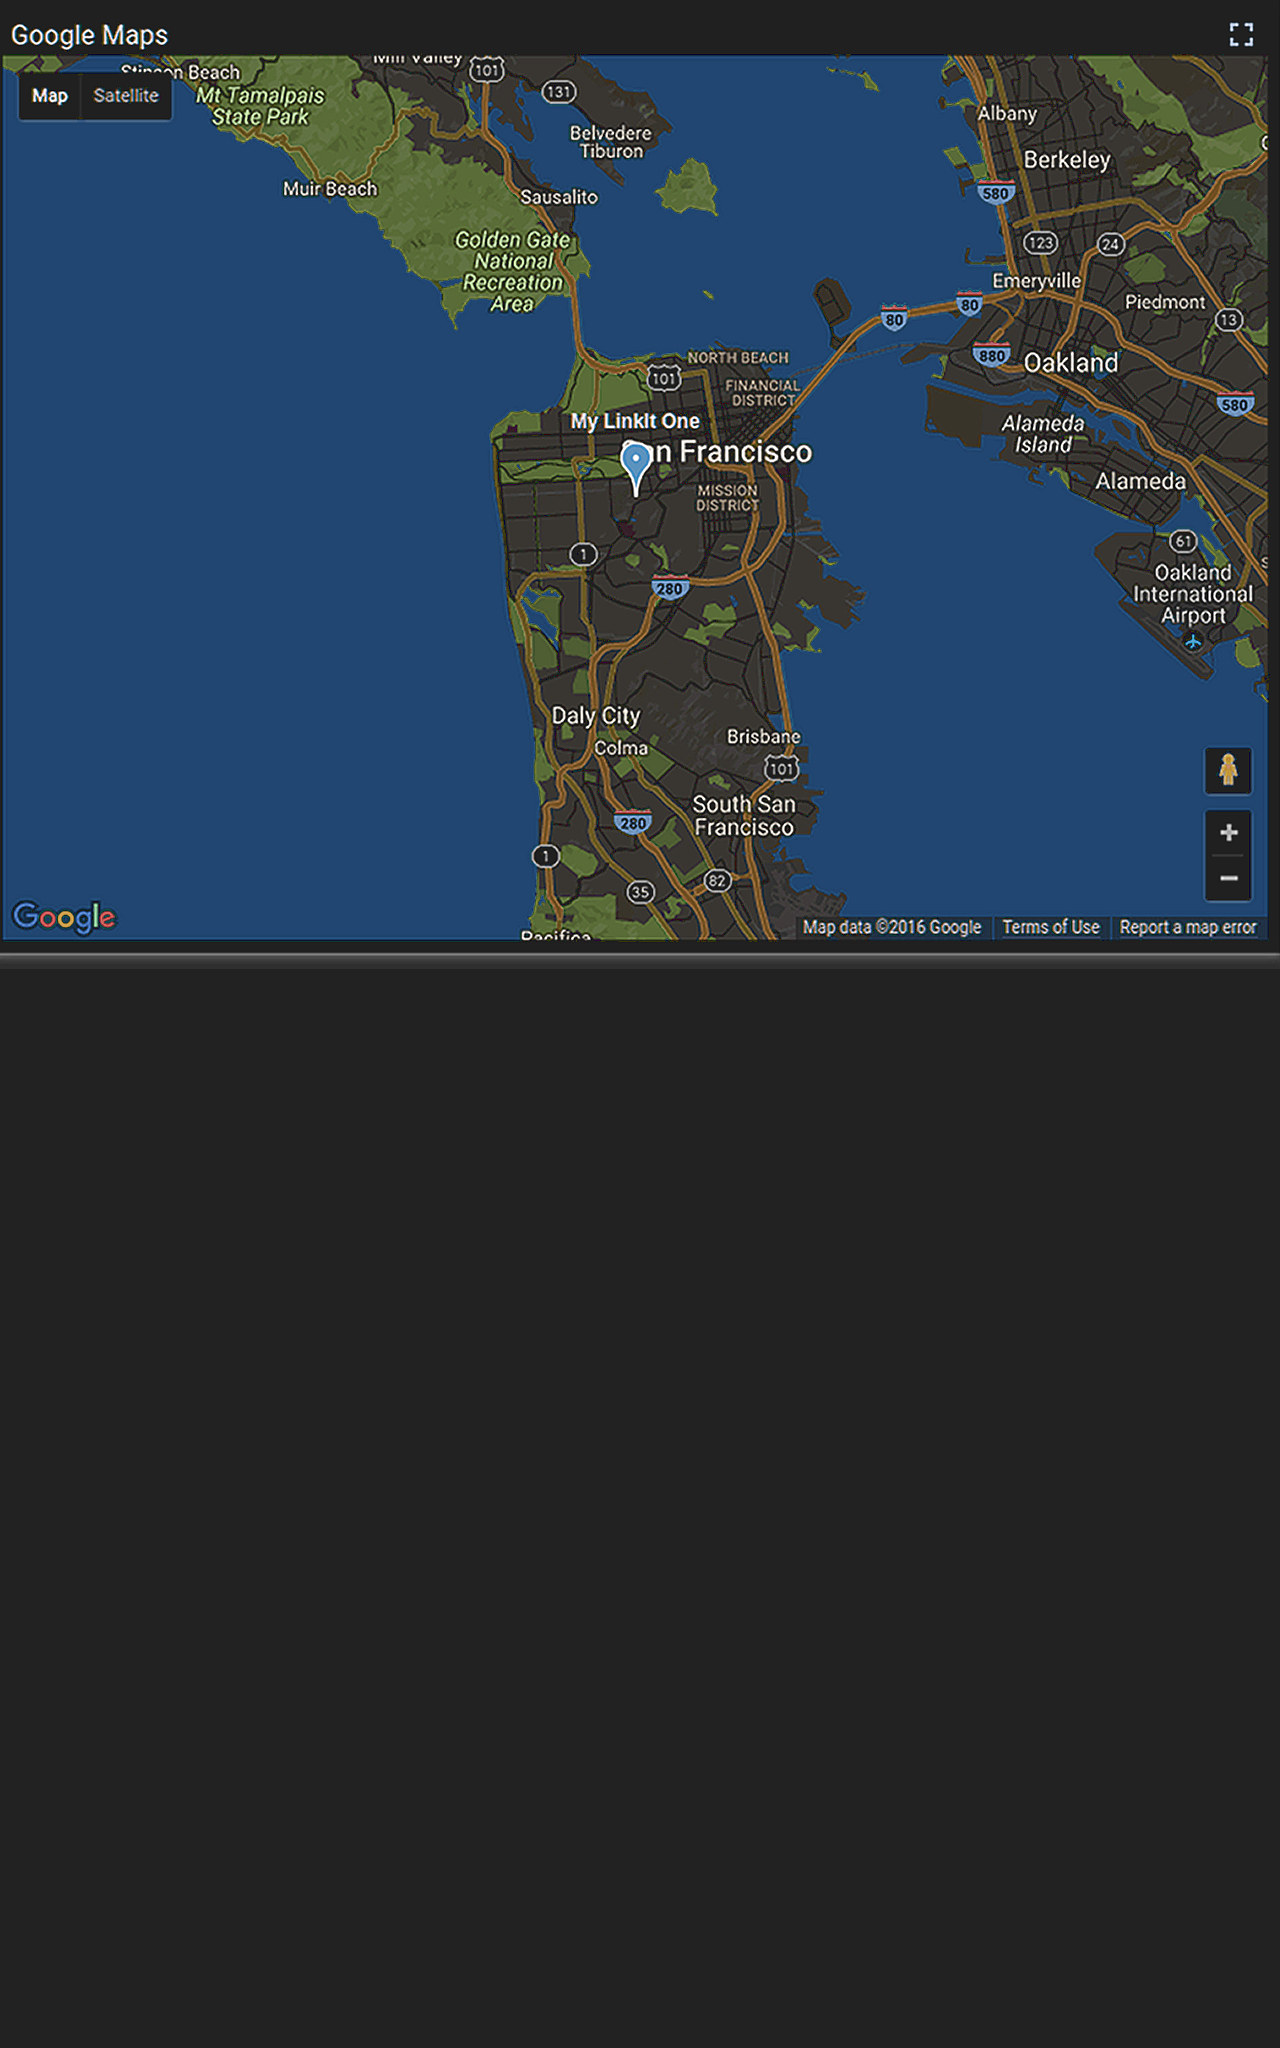 Google Maps
Mill Valley
Stinson Beach
101
Map
Satellite
Mt Tamalpais
State Park
131
Albany
Belvedere
Tiburon
Berkeley
Muir Beach
Sausalito
580
Golden Gate
National
Recreation
Area
123
24
Emeryville
80
80
Piedmont
13
880
Oakland
NORTH BEACH
101
FINANCIAL
DISTRICT
580
My LinkIt One
Alameda
Island
San Francisco
Alameda
MISSION
DISTRICT
1
61
280
Oakland
International
Airport
Daly City
Colma
Brisbane
101
South San
Francisco
280
1
35
82
Google
Pacifica
Map data ©2016 Google
Terms of Use
Report a map error